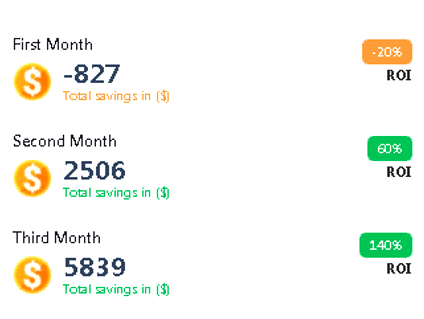 First Month
-20%
$ -827
ROI
Total savings in ($)
Second Month
60%
$ 2506
ROI
Total savings in ($)
Third Month
140%
$ 5839
ROI
Total savings in ($)